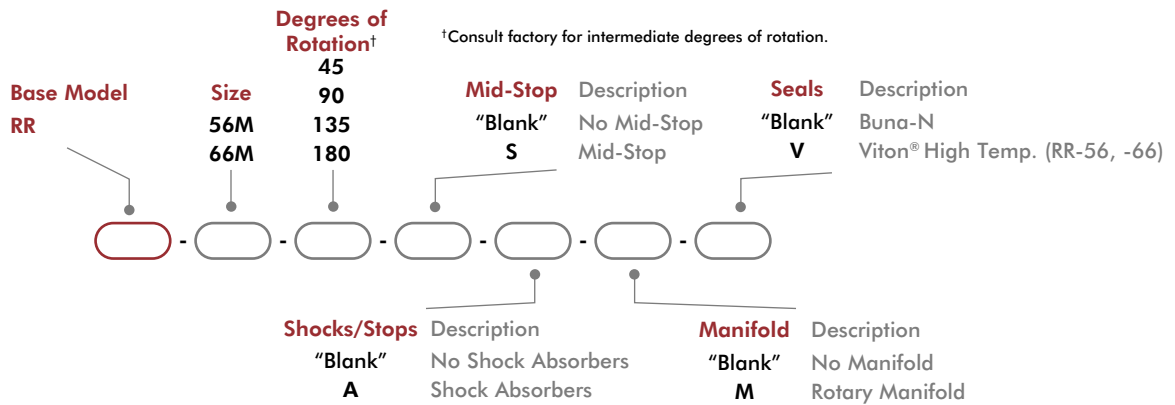 Degrees of
Rotation†
†Consult factory for intermediate degrees of rotation.
45
90
135
180
Base Model
RR
Size
56M
66M
Mid-Stop Description
"Blank" No Mid-Stop
S Mid-Stop
Seals Description
"Blank" Buna-N
V Viton® High Temp. (RR-56, -66)
- - - - - -
Shocks/Stops Description
"Blank" No Shock Absorbers
A Shock Absorbers
Manifold Description
"Blank" No Manifold
M Rotary Manifold